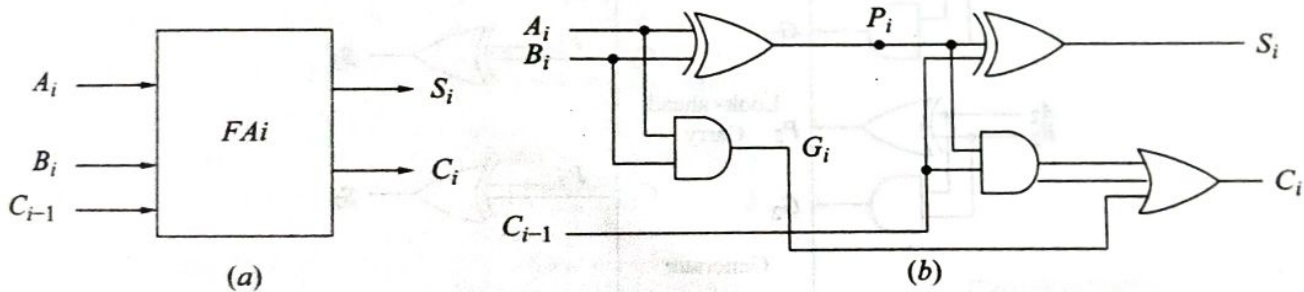 A_i
B_i
C_{i-1}
FAi
S_i
C_i
(a)
A_i
B_i
P_i
S_i
G_i
C_i
C_{i-1}
(b)